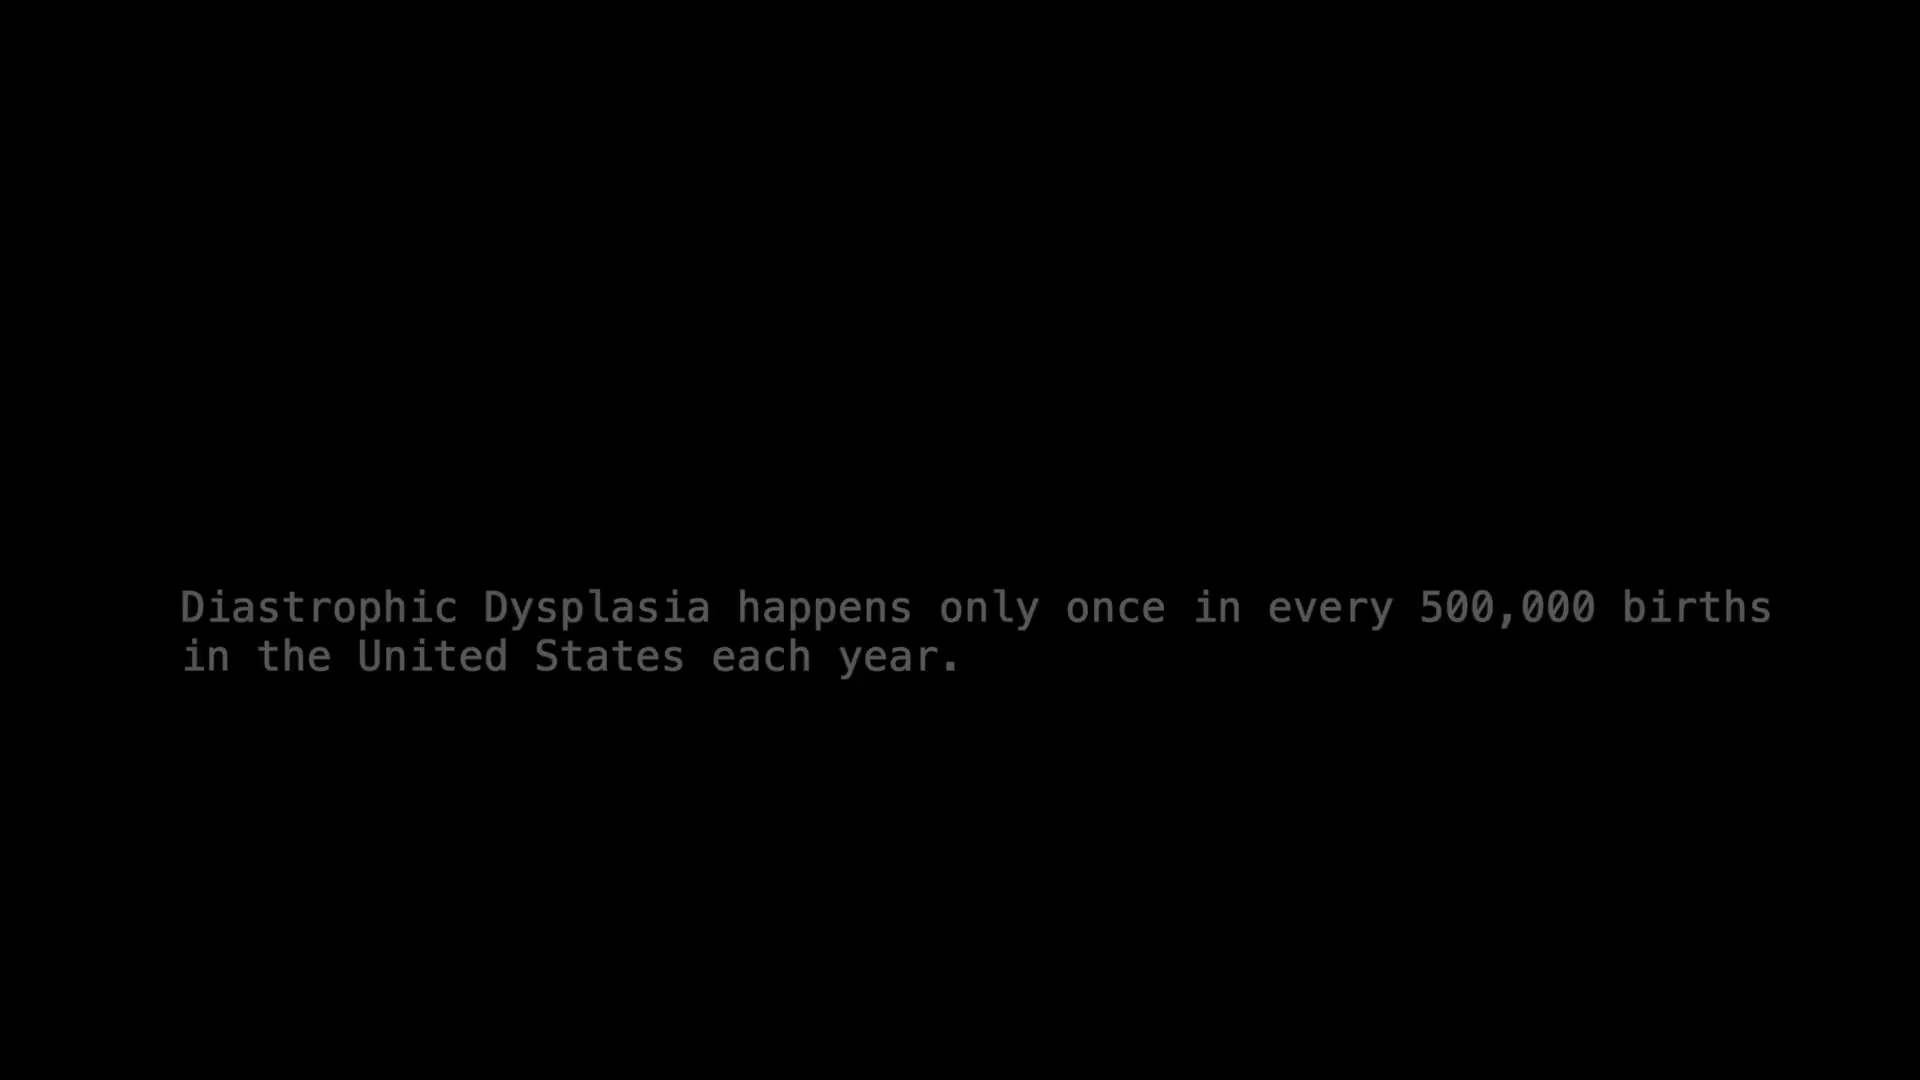 Diastrophic Dysplasia happens only once in every 500,000 births
in the United States each year.